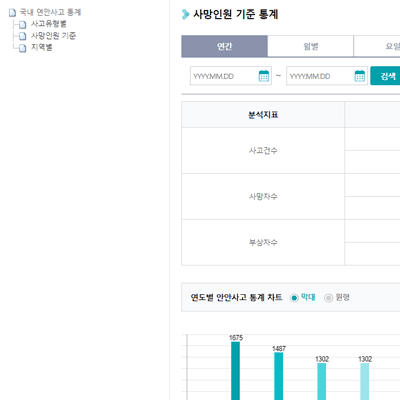 국내 연안사고 통계
사고유형별
사망인원 기준
지역별
사망인원 기준 통계
연간
월별
요일
YYYY.MM.DD
~
YYYY.MM.DD
검색
분석지표
사고건수
사망자수
부상자수
연도별 안안사고 통계 차트
막대
원형
1675
1487
1302
1302